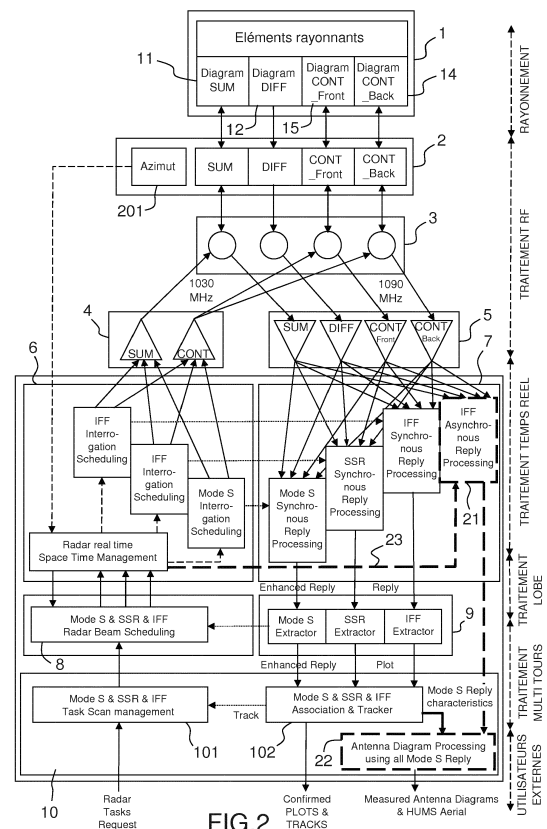 Eléments rayonnants
1
11
Diagram
SUM
Diagram
DIFF
Diagram
CONT
_Front
Diagram
CONT
_Back
12
15
14
RAYONNEMENT
2
Azimut
SUM
DIFF
CONT
_Front
CONT
_Back
201
3
TRAITEMENT RF
1030
MHz
1090
MHz
4
5
SUM
CONT
SUM
DIFF
CONT
Front
CONT
Back
6
7
IFF
Interro-
gation
Scheduling
IFF
Interro-
gation
Scheduling
Mode S
Interro-
gation
Scheduling
Mode S
Synchro-
nous
Reply
Processing
SSR
Synchro-
nous
Reply
Processing
IFF
Synchro-
nous
Reply
Processing
IFF
Asynchro-
nous
Reply
Processing
21
TRAITEMENT TEMPS REEL
Radar real time
Space Time Management
23
Enhanced Reply
Reply
TRAITEMENT
LOBE
Mode S & SSR & IFF
Radar Beam Scheduling
8
Mode S
Extractor
SSR
Extractor
IFF
Extractor
9
Enhanced Reply
Plot
TRAITEMENT
MULTI TOURS
Mode S & SSR & IFF
Task Scan management
101
Track
Mode S & SSR & IFF
Association & Tracker
102
Mode S Reply
characteristics
22
Antenna Diagram Processing
using all Mode S Reply
UTILISATEURS
EXTERNES
10
Radar
Tasks
Request
Confirmed
PLOTS &
TRACKS
Measured Antenna Diagrams
& HUMS Aerial
FIG.2